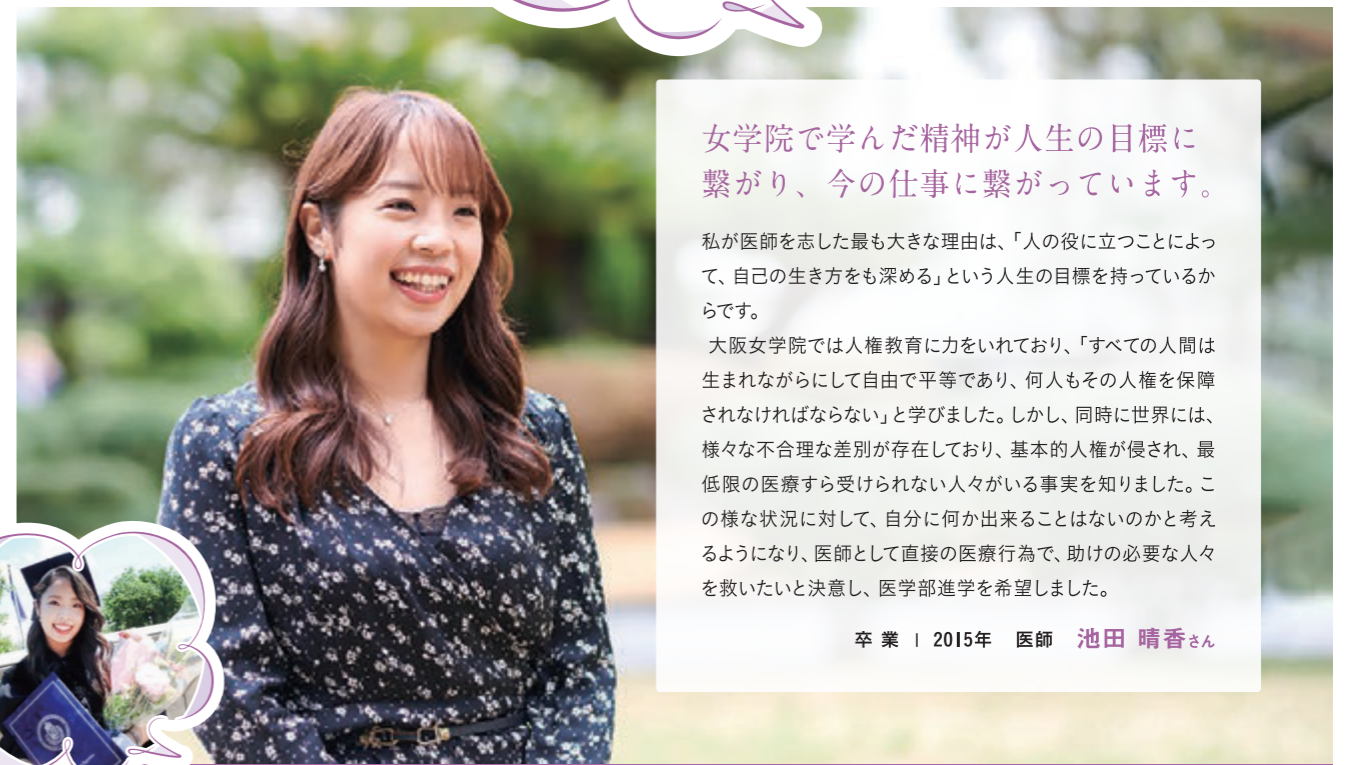 女学院で学んだ精神が人生の目標に
繋がり、今の仕事に繋がっています。
私が医師を志した最も大きな理由は、「人の役に立つことによっ
て、自己の生き方をも深める」という人生の目標を持っているか
らです。
大阪女学院では人権教育に力をいれており、「すべての人間は
生まれながらにして自由で平等であり、何人もその人権を保障
されなければならない」と学びました。しかし、同時に世界には、
様々な不合理な差別が存在しており、基本的人権が侵され、最
低限の医療すら受けられない人々がいる事実を知りました。こ
の様な状況に対して、自分に何か出来ることはないのかと考え
るようになり、医師として直接の医療行為で、助けの必要な人々
を救いたいと決意し、医学部進学を希望しました。
卒 業 | 2015年 医師 池田 晴香さん